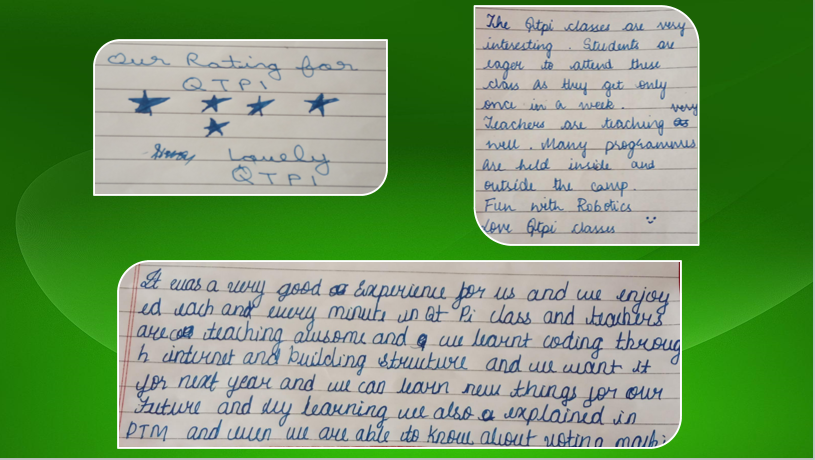 Our Rating for
QTPI
Lovely
QTPI
The Qtpi classes are very
interesting. Students are
eager to attend these
class as they get only
once in a week.
very
Teachers are teaching
well. Many programmes
are held inside and
outside the camp.
Fun with Robotics
Love Qtpi classes
It was a very good Experience for us and we enjoy
ed each and every minute in Qt Pi class and teachers
are teaching awsome and we learnt coding throug
h internet and building structure and we want it
for next year and we can learn new things for our
Future and by learning we also explained in
PTM and even we are able to know about voting machi